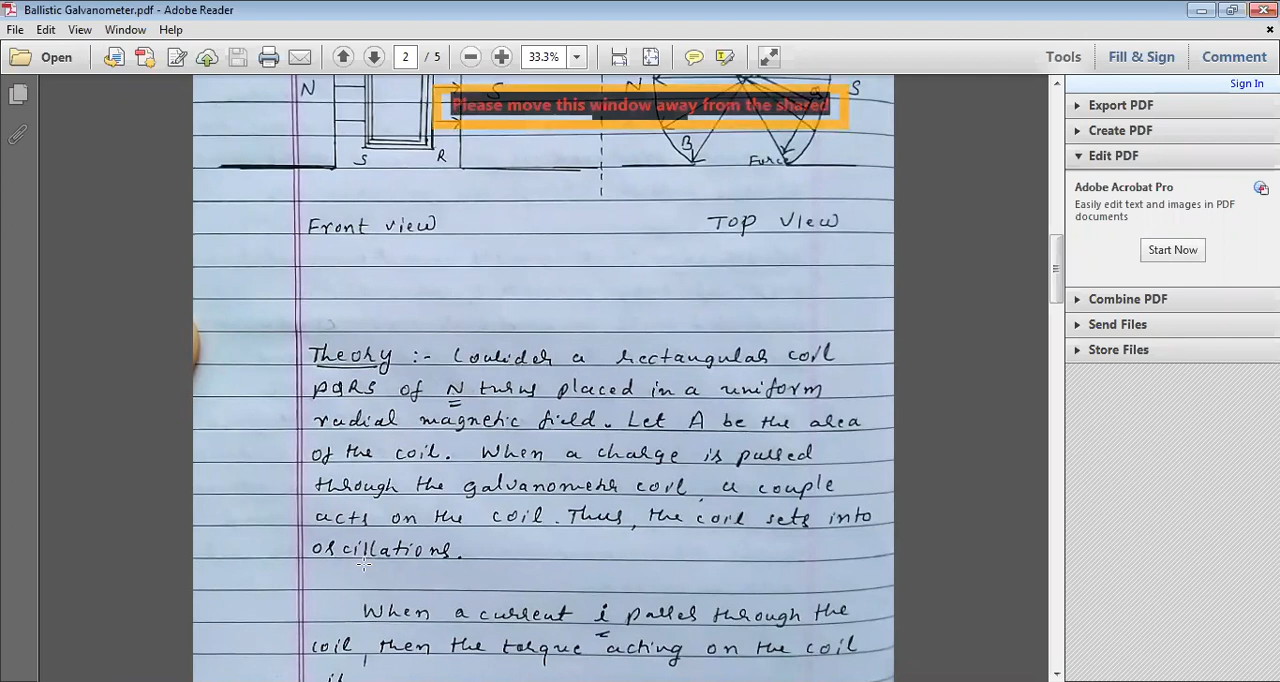 Ballistic Galvanometer.pdf - Adobe Reader
File Edit View Window Help
Open 2 / 5 33.3% Tools Fill & Sign Comment
Sign In
N S N S
Please move this window away from the shared
S R B Force
Front view TOP View
Theory :- Consider a rectangular coil
PQRS of N turns placed in a uniform
radial magnetic field. Let A be the area
of the coil. When a charge is passed
through the galvanometer coil, a couple
acts on the coil. Thus, the coil sets into
oscillations.
When a current i passes through the
coil, then the torque acting on the coil
Export PDF
Create PDF
Edit PDF
Adobe Acrobat Pro
Easily edit text and images in PDF
documents
Start Now
Combine PDF
Send Files
Store Files